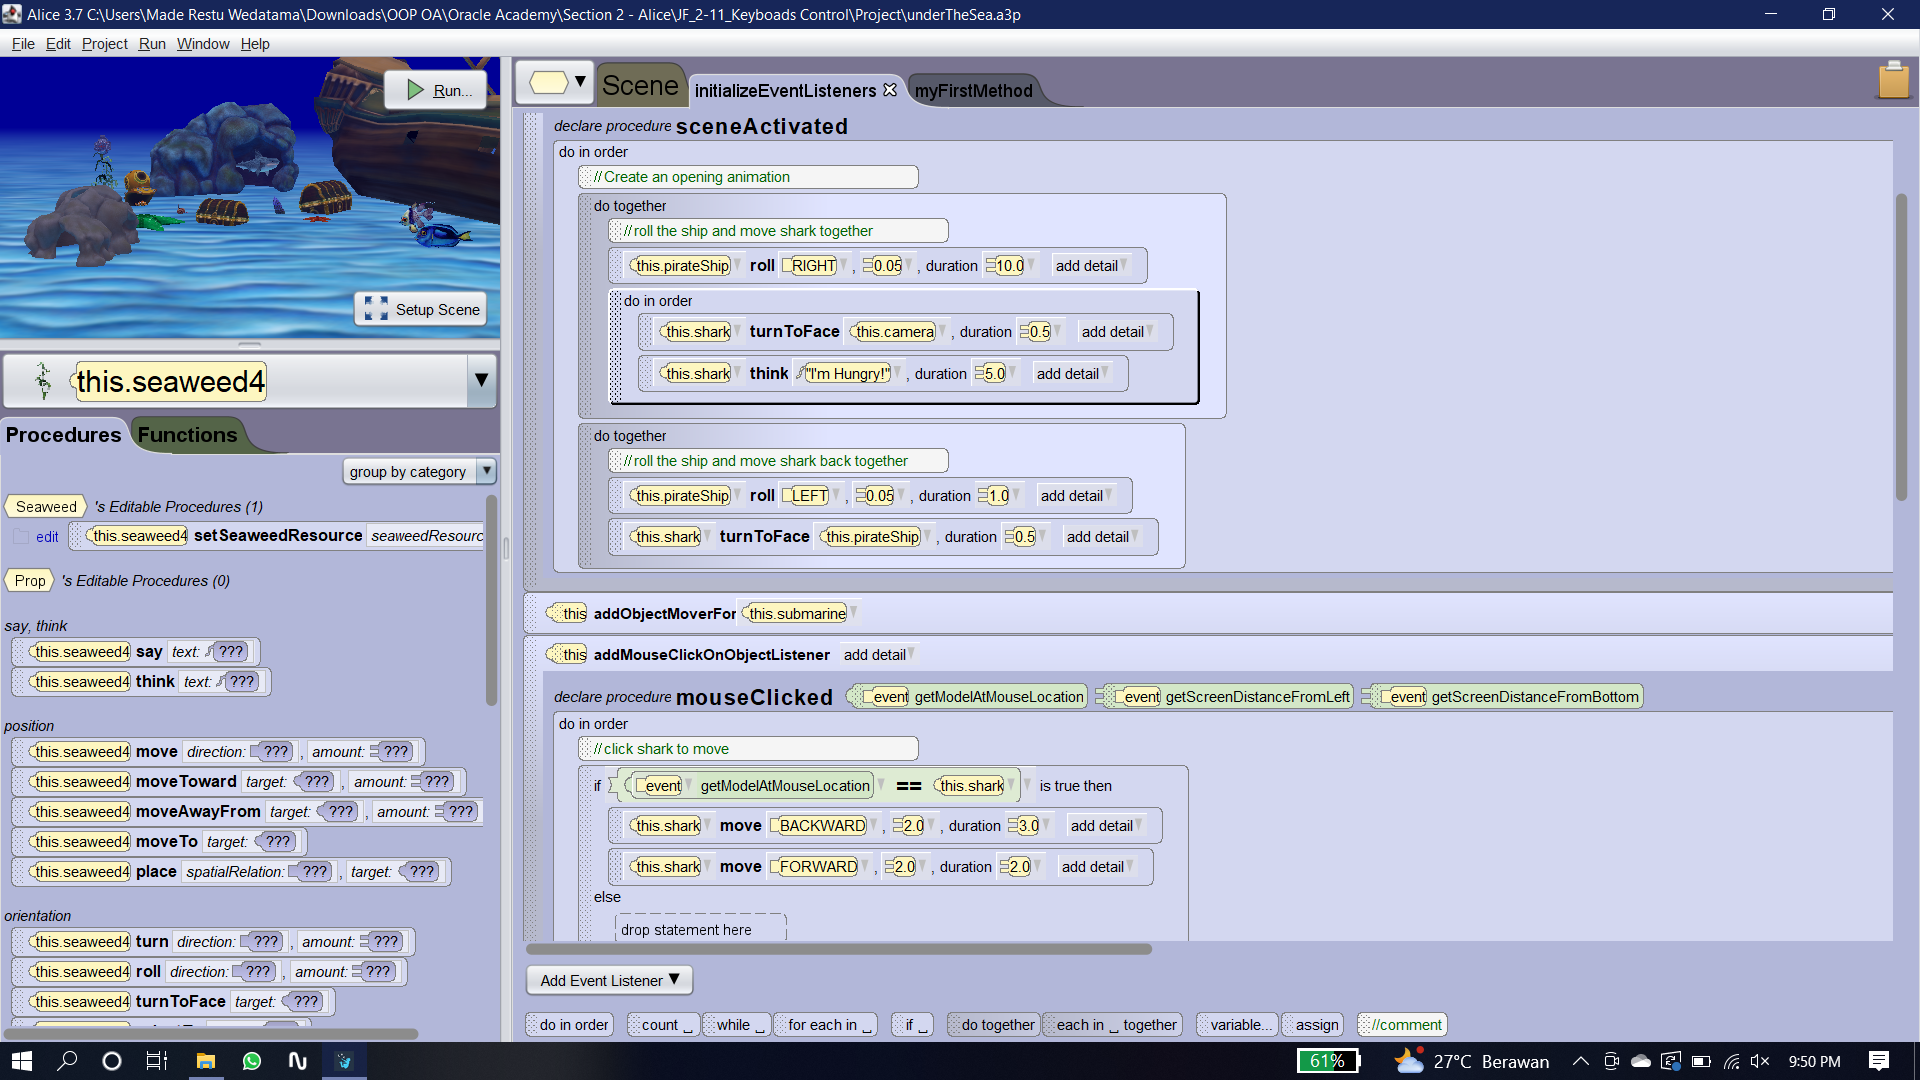 Alice 3.7 C:\Users\Made Restu Wedatama\Downloads\OOP OA\Oracle Academy\Section 2 - Alice\JF_2-11_Keyboads Control\Project\underTheSea.a3p
File Edit Project Run Window Help
Run...
Setup Scene
this.seaweed4
Procedures Functions
group by category
Seaweed 's Editable Procedures (1)
edit this.seaweed4 setSeaweedResource seaweedResourc
Prop 's Editable Procedures (0)
say, think
this.seaweed4 say text: ???
this.seaweed4 think text: ???
position
this.seaweed4 move direction: ??? , amount: ???
this.seaweed4 moveToward target: ??? , amount: ???
this.seaweed4 moveAwayFrom target: ??? , amount: ???
this.seaweed4 moveTo target: ???
this.seaweed4 place spatialRelation: ??? , target: ???
orientation
this.seaweed4 turn direction: ??? , amount: ???
this.seaweed4 roll direction: ??? , amount: ???
this.seaweed4 turnToFace target: ???
Scene initializeEventListeners myFirstMethod
declare procedure sceneActivated
do in order
//Create an opening animation
do together
//roll the ship and move shark together
this.pirateShip roll RIGHT , 0.05 , duration 10.0 add detail
do in order
this.shark turnToFace this.camera , duration 0.5 add detail
this.shark think "I'm Hungry!" , duration 5.0 add detail
do together
//roll the ship and move shark back together
this.pirateShip roll LEFT , 0.05 , duration 1.0 add detail
this.shark turnToFace this.pirateShip , duration 0.5 add detail
this addObjectMoverFor this.submarine
this addMouseClickOnObjectListener add detail
declare procedure mouseClicked event getModelAtMouseLocation event getScreenDistanceFromLeft event getScreenDistanceFromBottom
do in order
//click shark to move
if event getModelAtMouseLocation == this.shark is true then
this.shark move BACKWARD , 2.0 , duration 3.0 add detail
this.shark move FORWARD , 2.0 , duration 2.0 add detail
else
drop statement here
Add Event Listener
do in order count _ while _ for each in _ if _ do together each in _ together variable... assign //comment
61% 27°C Berawan 9:50 PM